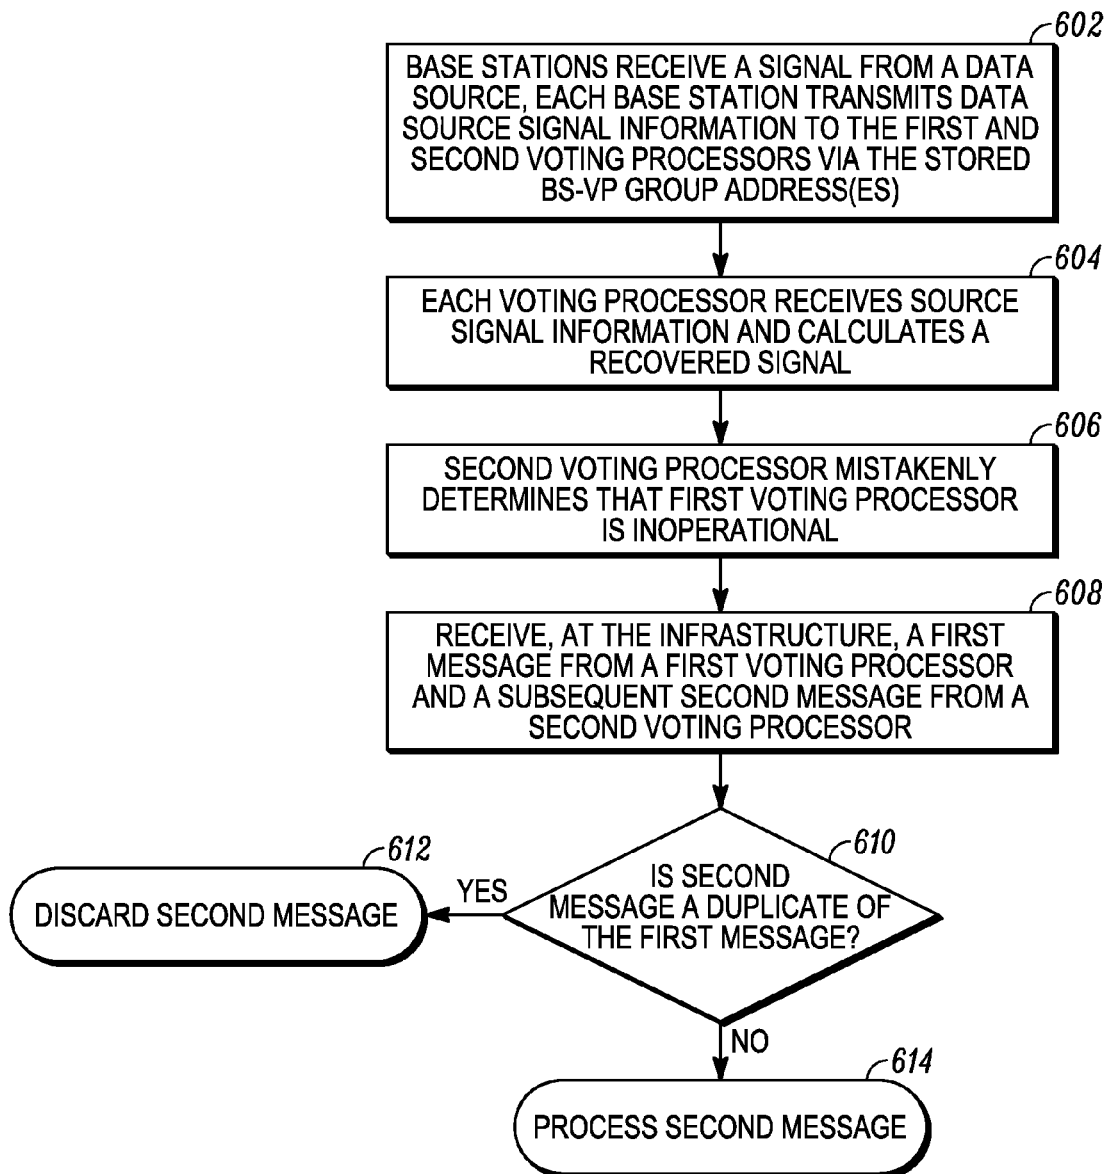 602
BASE STATIONS RECEIVE A SIGNAL FROM A DATA
SOURCE, EACH BASE STATION TRANSMITS DATA
SOURCE SIGNAL INFORMATION TO THE FIRST AND
SECOND VOTING PROCESSORS VIA THE STORED
BS-VP GROUP ADDRESS(ES)
604
EACH VOTING PROCESSOR RECEIVES SOURCE
SIGNAL INFORMATION AND CALCULATES A
RECOVERED SIGNAL
606
SECOND VOTING PROCESSOR MISTAKENLY
DETERMINES THAT FIRST VOTING PROCESSOR
IS INOPERATIONAL
608
RECEIVE, AT THE INFRASTRUCTURE, A FIRST
MESSAGE FROM A FIRST VOTING PROCESSOR
AND A SUBSEQUENT SECOND MESSAGE FROM A
SECOND VOTING PROCESSOR
610
IS SECOND
MESSAGE A DUPLICATE OF
THE FIRST MESSAGE?
YES
612
DISCARD SECOND MESSAGE
NO
614
PROCESS SECOND MESSAGE